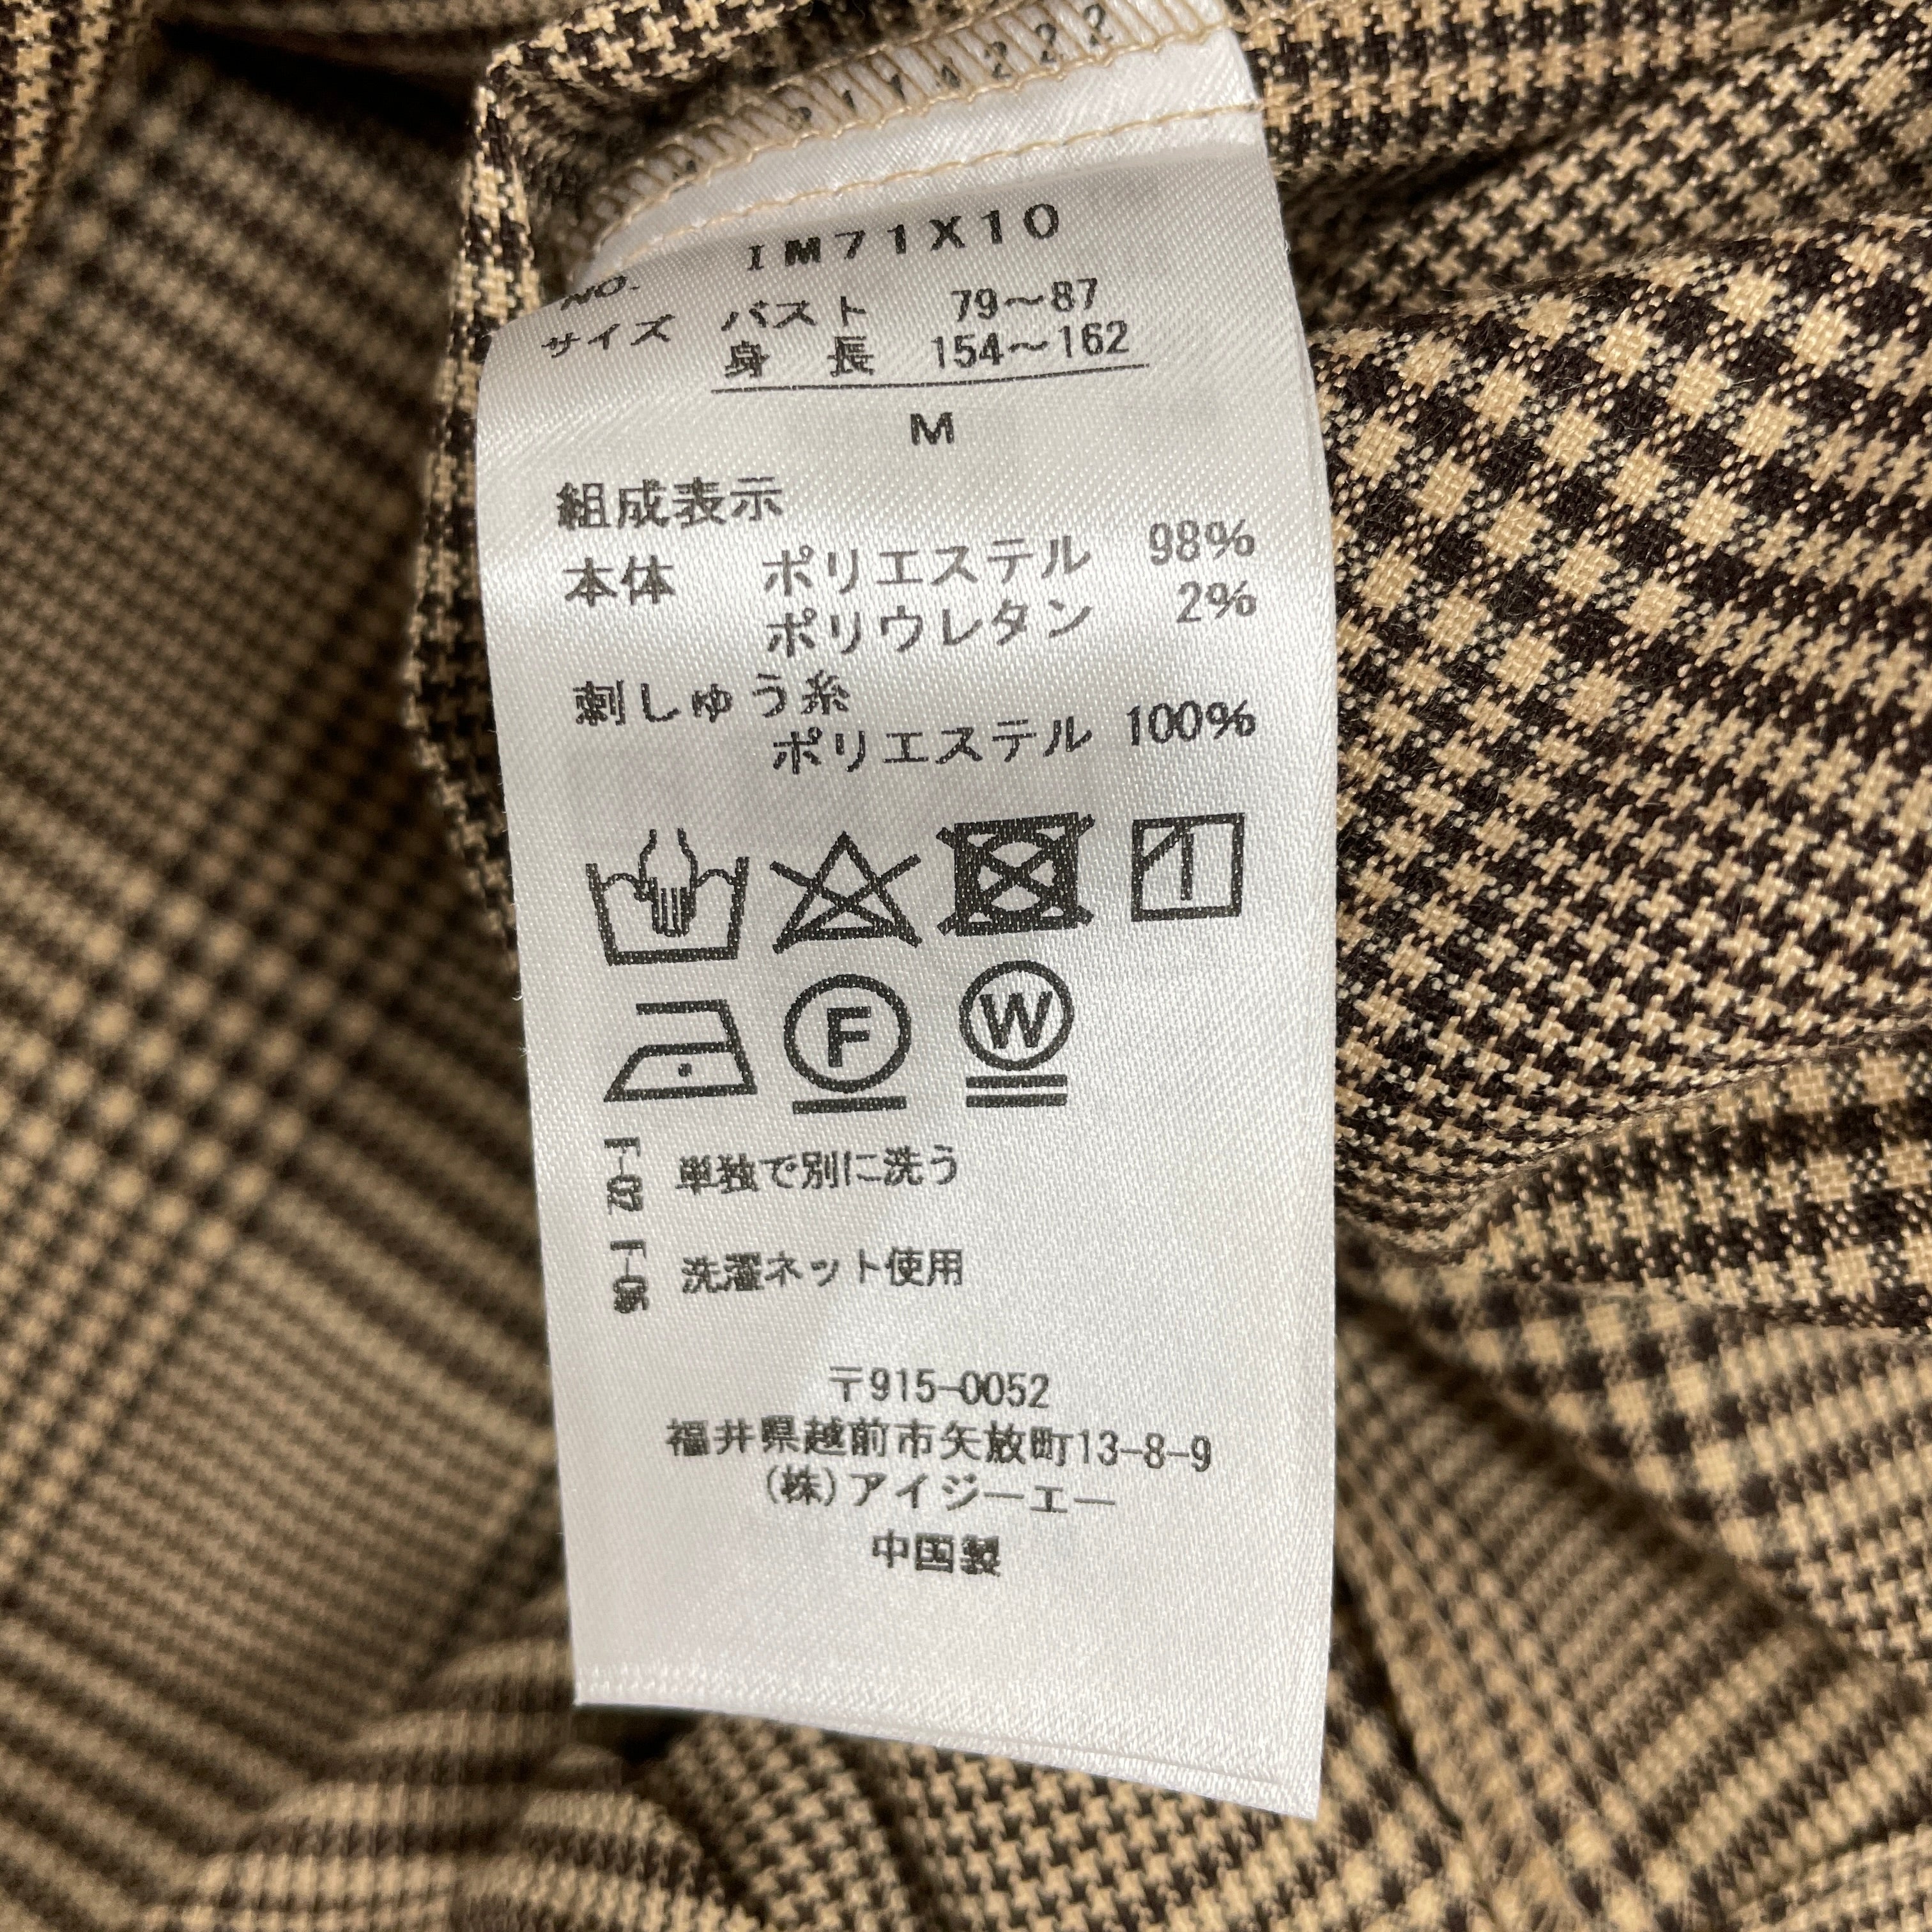 NO. IM71X10
サイズ バスト 79～87
身長 154～162
M
組成表示
本体 ポリエステル 98%
ポリウレタン 2%
刺しゅう糸
ポリエステル 100%
F
W
F-02 単独で別に洗う
F-06 洗濯ネット使用
〒915-0052
福井県越前市矢放町13-8-9
(株)アイジーエー
中国製